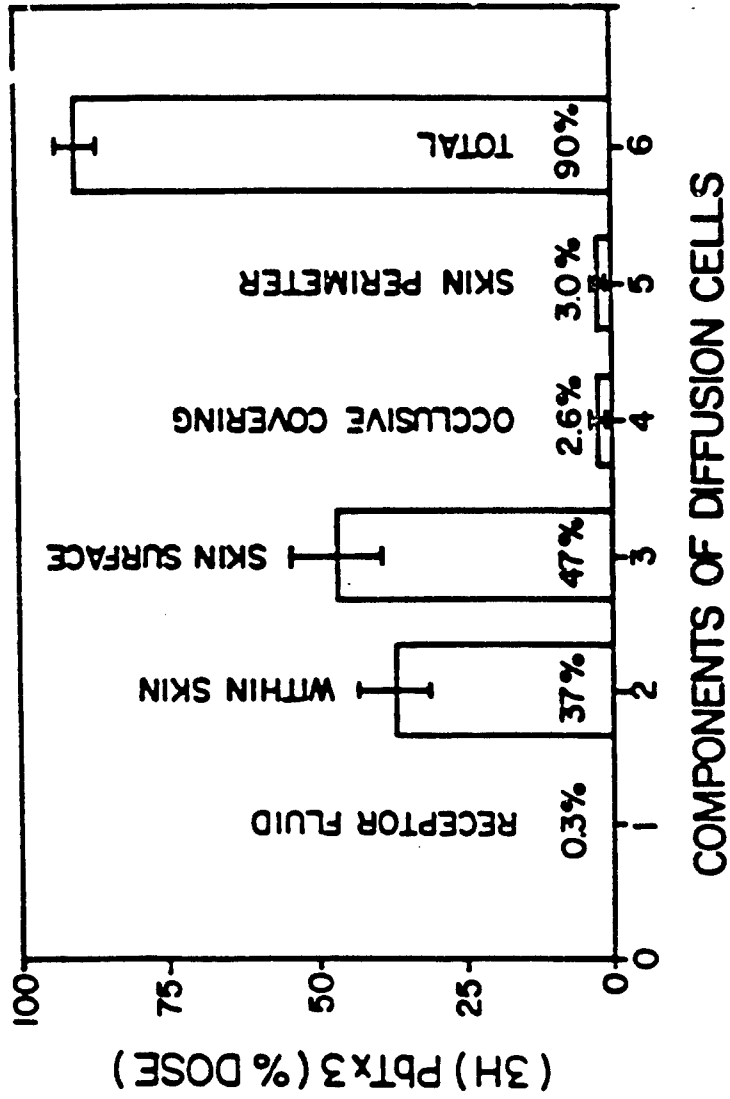 (3H) PbTx3 (% DOSE)
100
75
50
25
0
RECEPTOR FLUID
0.3%
WITHIN SKIN
37%
SKIN SURFACE
47%
OCCLUSIVE COVERING
2.6%
SKIN PERIMETER
3.0%
TOTAL
90%
0 1 2 3 4 5 6
COMPONENTS OF DIFFUSION CELLS